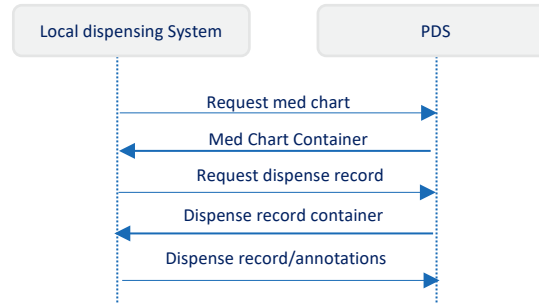 Local dispensing System
PDS
Request med chart
Med Chart Container
Request dispense record
Dispense record container
Dispense record/annotations